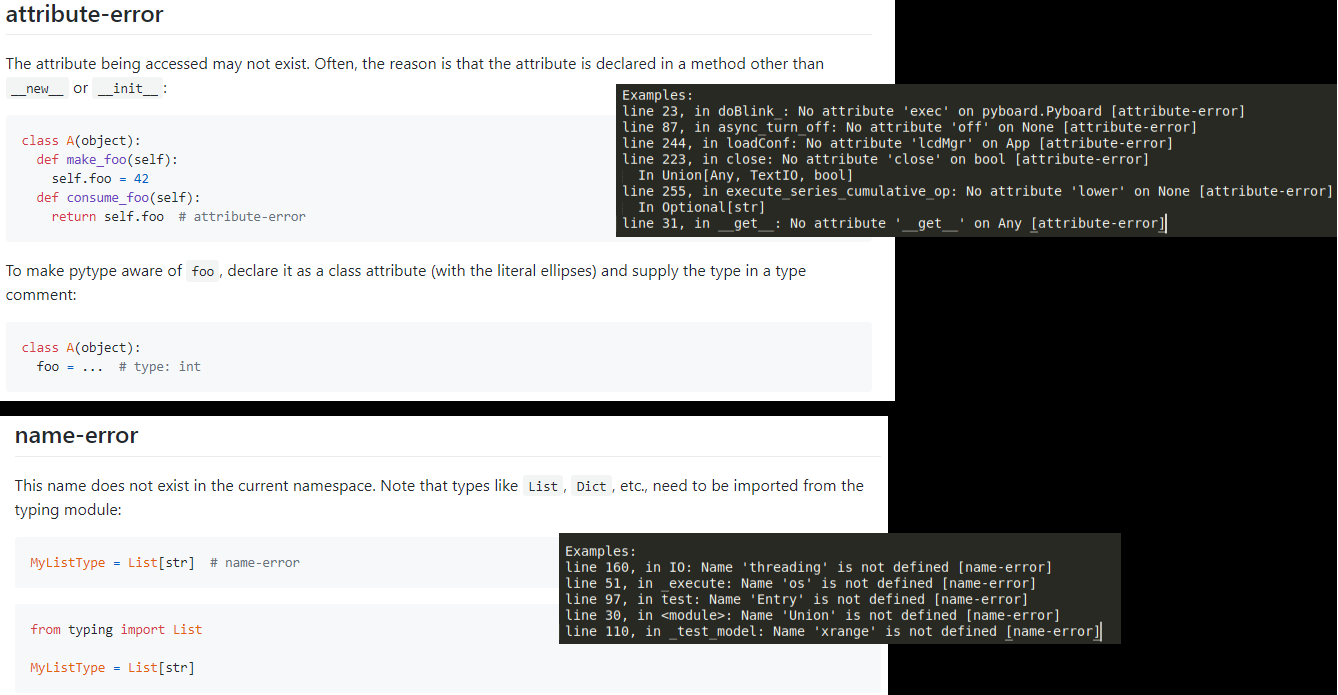 attribute-error
The attribute being accessed may not exist. Often, the reason is that the attribute is declared in a method other than
__new__ or __init__ :
class A(object):
  def make_foo(self):
    self.foo = 42
  def consume_foo(self):
    return self.foo  # attribute-error
Examples:
line 23, in doBlink_: No attribute 'exec' on pyboard.Pyboard [attribute-error]
line 87, in async_turn_off: No attribute 'off' on None [attribute-error]
line 244, in loadConf: No attribute 'lcdMgr' on App [attribute-error]
line 223, in close: No attribute 'close' on bool [attribute-error]
  In Union[Any, TextIO, bool]
line 255, in execute_series_cumulative_op: No attribute 'lower' on None [attribute-error]
  In Optional[str]
line 31, in __get__: No attribute '__get__' on Any [attribute-error]
To make pytype aware of foo , declare it as a class attribute (with the literal ellipses) and supply the type in a type
comment:
class A(object):
  foo = ...  # type: int
name-error
This name does not exist in the current namespace. Note that types like List , Dict , etc., need to be imported from the
typing module:
MyListType = List[str]  # name-error
from typing import List
MyListType = List[str]
Examples:
line 160, in IO: Name 'threading' is not defined [name-error]
line 51, in _execute: Name 'os' is not defined [name-error]
line 97, in test: Name 'Entry' is not defined [name-error]
line 30, in <module>: Name 'Union' is not defined [name-error]
line 110, in _test_model: Name 'xrange' is not defined [name-error]